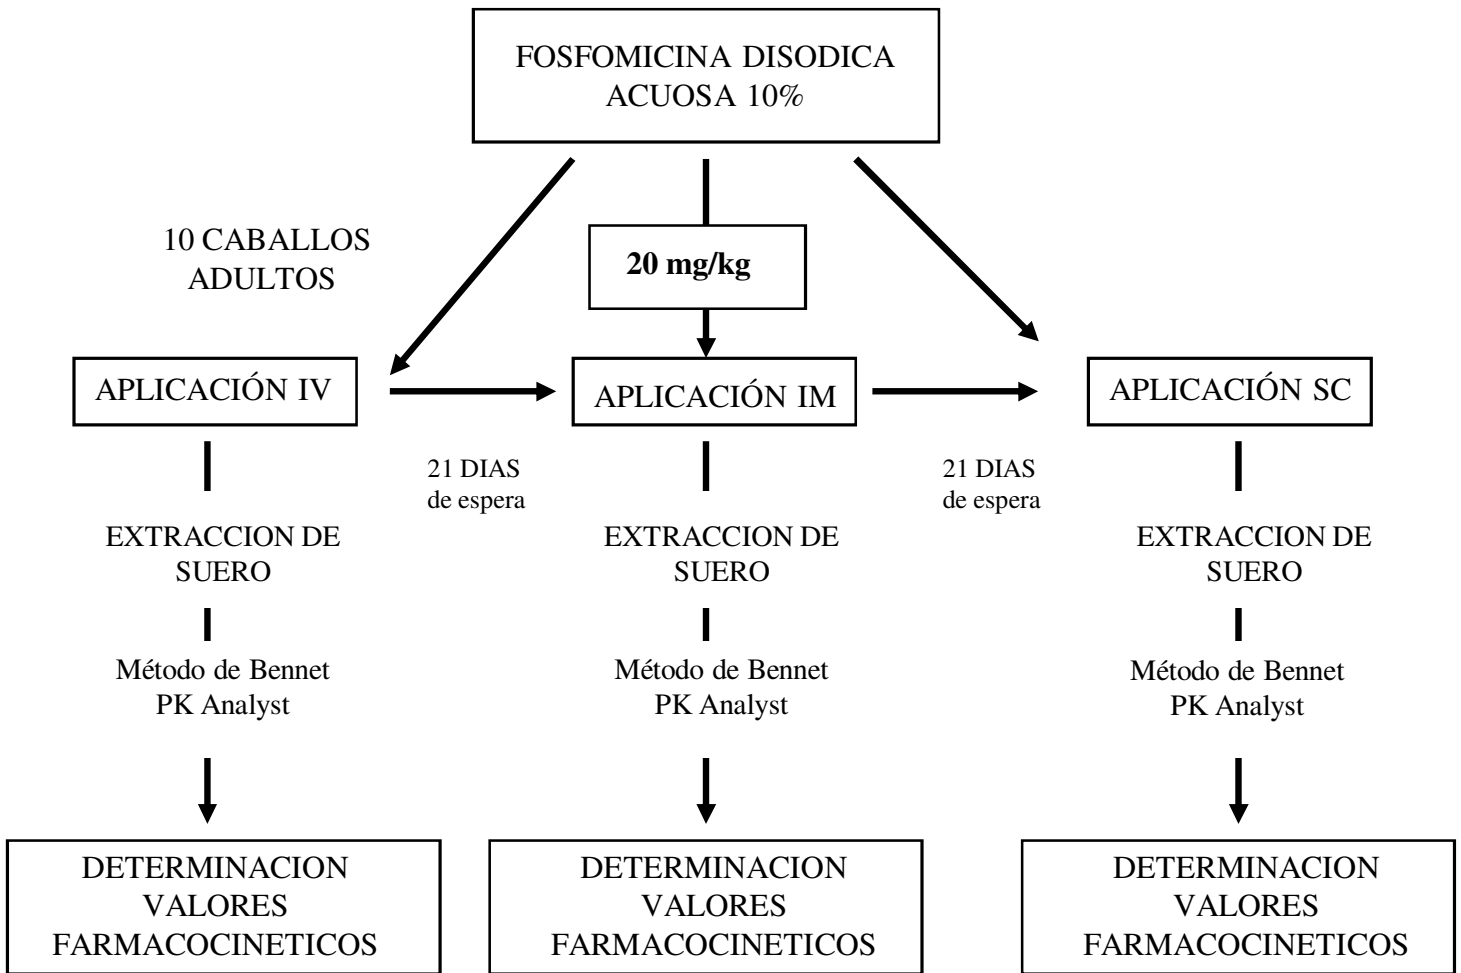 FOSFOMICINA DISODICA
ACUOSA 10%
10 CABALLOS
ADULTOS
20 mg/kg
APLICACIÓN IV
APLICACIÓN IM
APLICACIÓN SC
21 DIAS
de espera
21 DIAS
de espera
EXTRACCION DE
SUERO
EXTRACCION DE
SUERO
EXTRACCION DE
SUERO
Método de Bennet
PK Analyst
Método de Bennet
PK Analyst
Método de Bennet
PK Analyst
DETERMINACION
VALORES
FARMACOCINETICOS
DETERMINACION
VALORES
FARMACOCINETICOS
DETERMINACION
VALORES
FARMACOCINETICOS